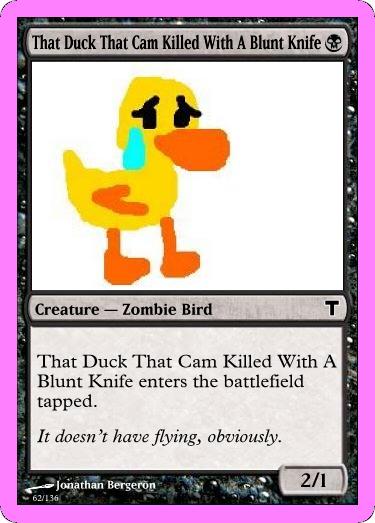 That Duck That Cam Killed With A Blunt Knife
Creature — Zombie Bird T
That Duck That Cam Killed With A
Blunt Knife enters the battlefield
tapped.
It doesn't have flying, obviously.
Jonathan Bergeron
2/1
62/136